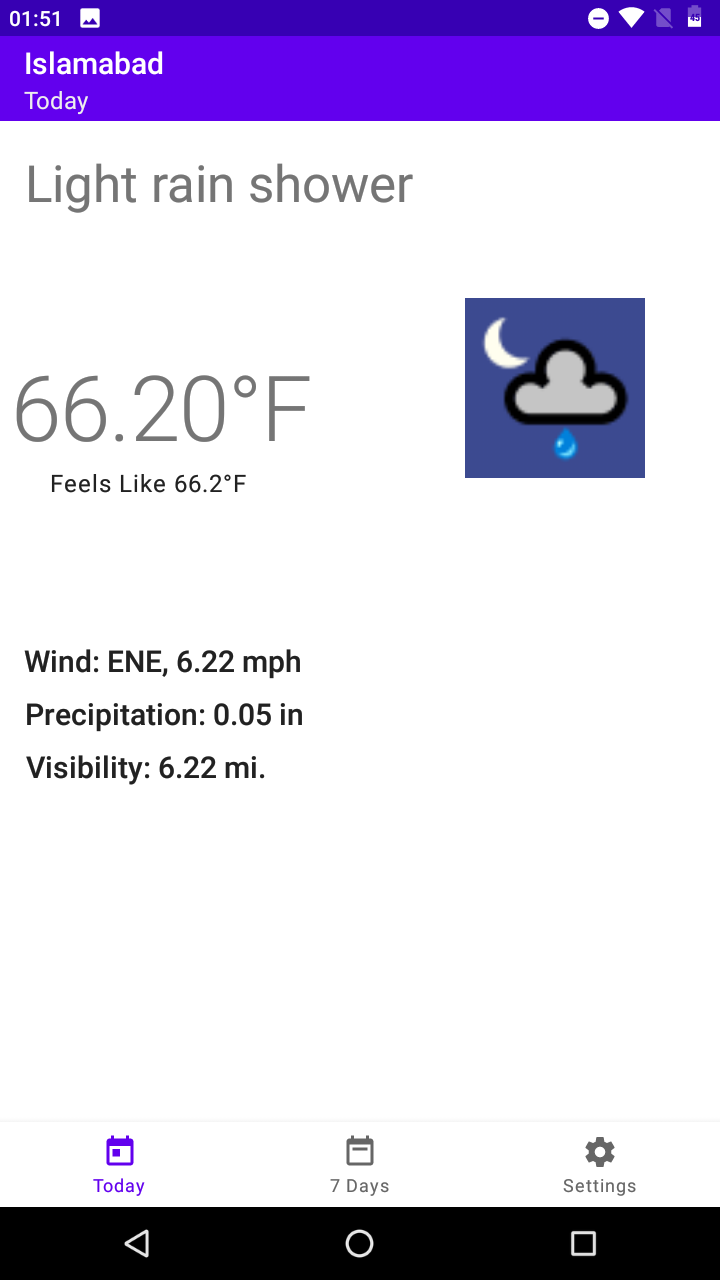 01:51
45
Islamabad
Today
Light rain shower
66.20°F
Feels Like 66.2°F
Wind: ENE, 6.22 mph
Precipitation: 0.05 in
Visibility: 6.22 mi.
Today
7 Days
Settings